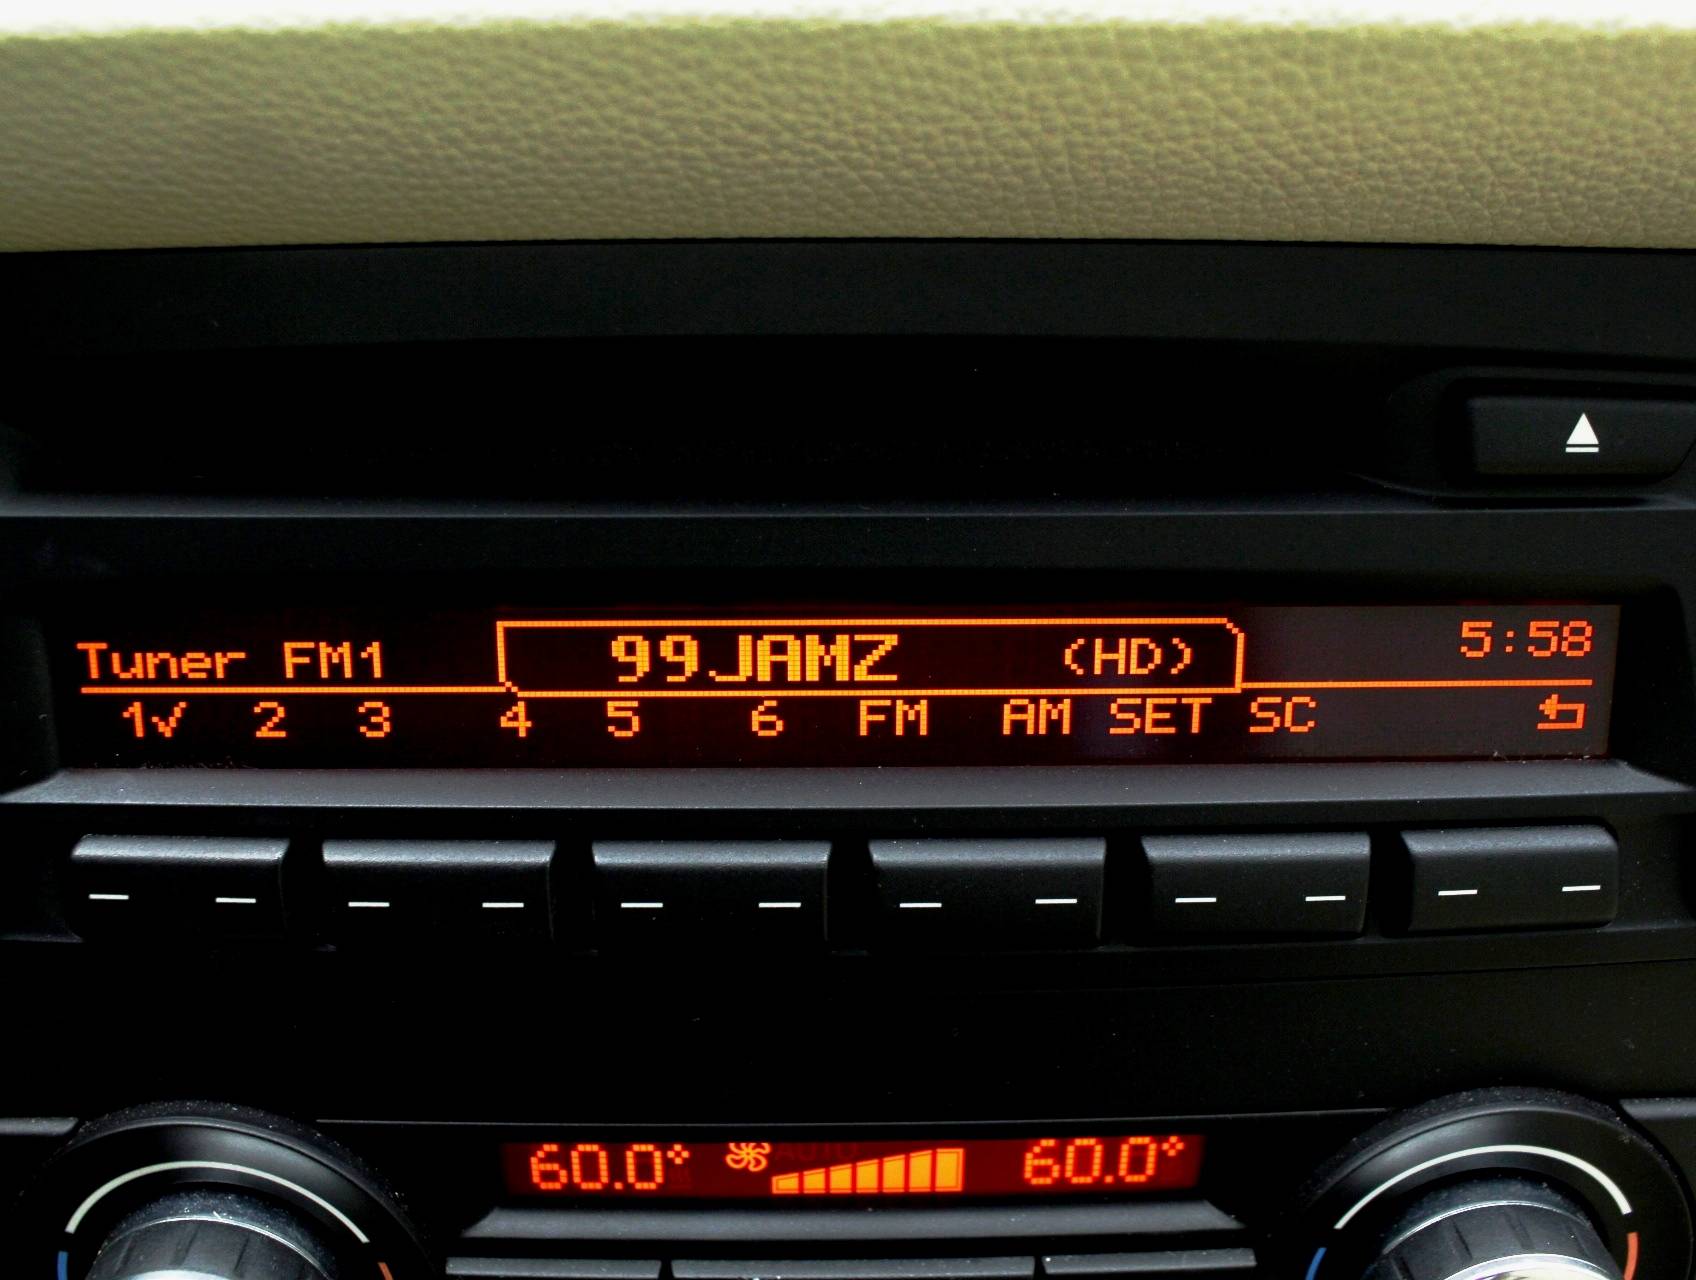 Tuner FM1 99JAMZ (HD) 5:58
1✓ 2 3 4 5 6 FM AM SET SC
60.0° AUTO 60.0°